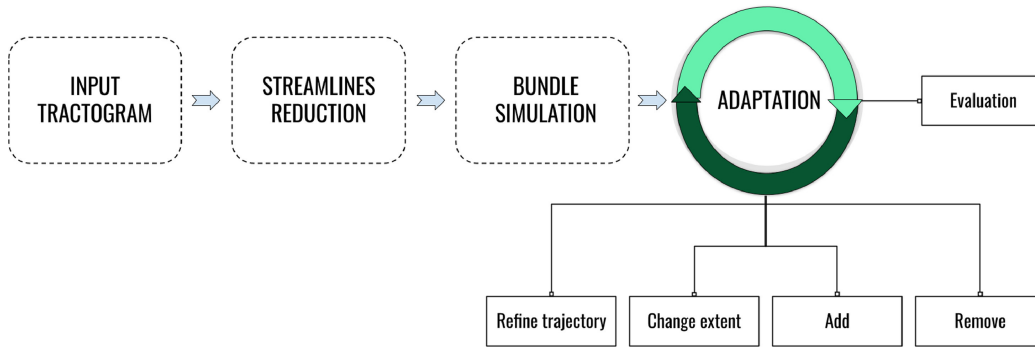 INPUT
TRACTOGRAM
STREAMLINES
REDUCTION
BUNDLE
SIMULATION
ADAPTATION
Evaluation
Refine trajectory
Change extent
Add
Remove